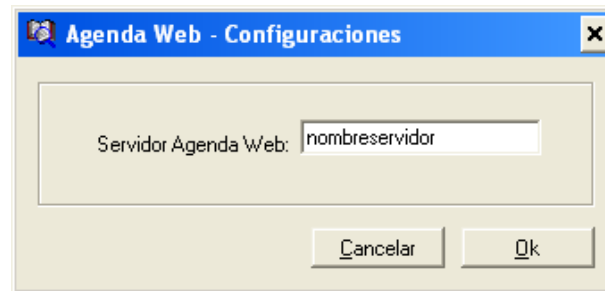 Agenda Web - Configuraciones
Servidor Agenda Web: nombreservidor
Cancelar Ok